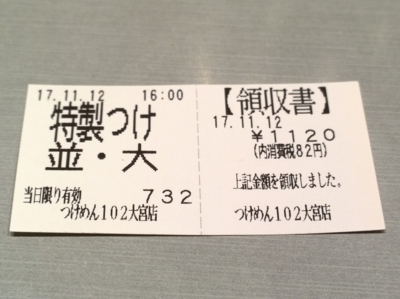 17.11.12 16:00
特製つけ
並・大
当日限り有効 732
つけめん102大宮店
【領収書】
17.11.12
¥1120
(内消費税82円)
上記金額を領収しました。
つけめん102大宮店